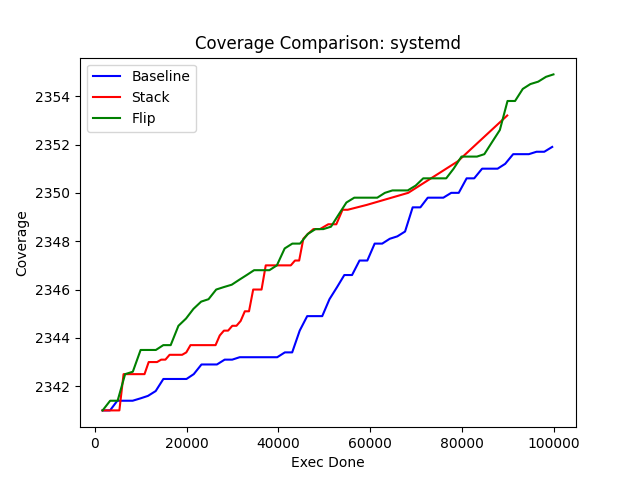 Coverage Comparison: systemd
Baseline
Stack
Flip
Coverage
2354
2352
2350
2348
2346
2344
2342
0 20000 40000 60000 80000 100000
Exec Done